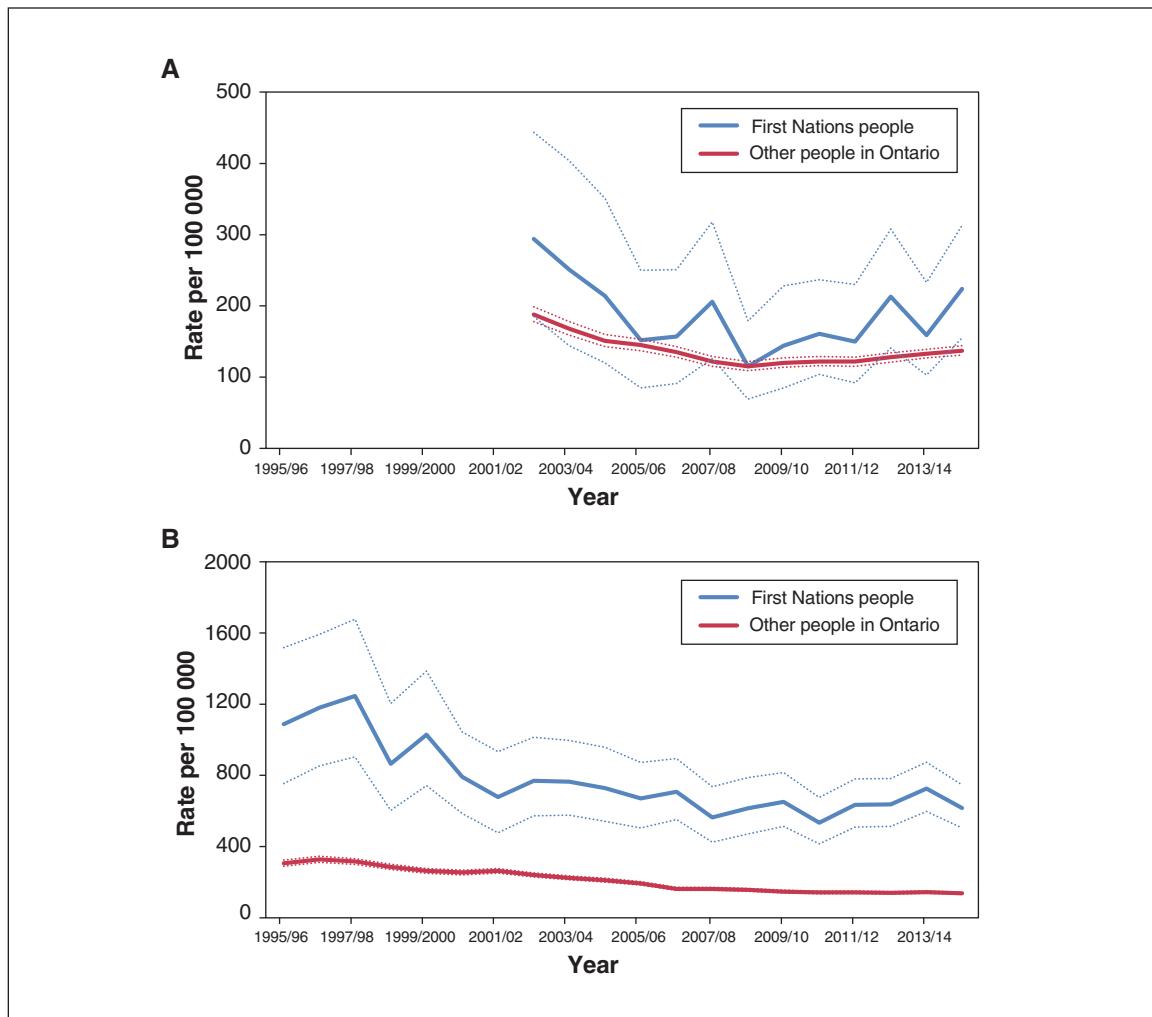 A
500
400
300
200
100
0
Rate per 100 000
First Nations people
Other people in Ontario
1995/96 1997/98 1999/2000 2001/02 2003/04 2005/06 2007/08 2009/10 2011/12 2013/14
Year
B
2000
1600
1200
800
400
0
Rate per 100 000
First Nations people
Other people in Ontario
1995/96 1997/98 1999/2000 2001/02 2003/04 2005/06 2007/08 2009/10 2011/12 2013/14
Year